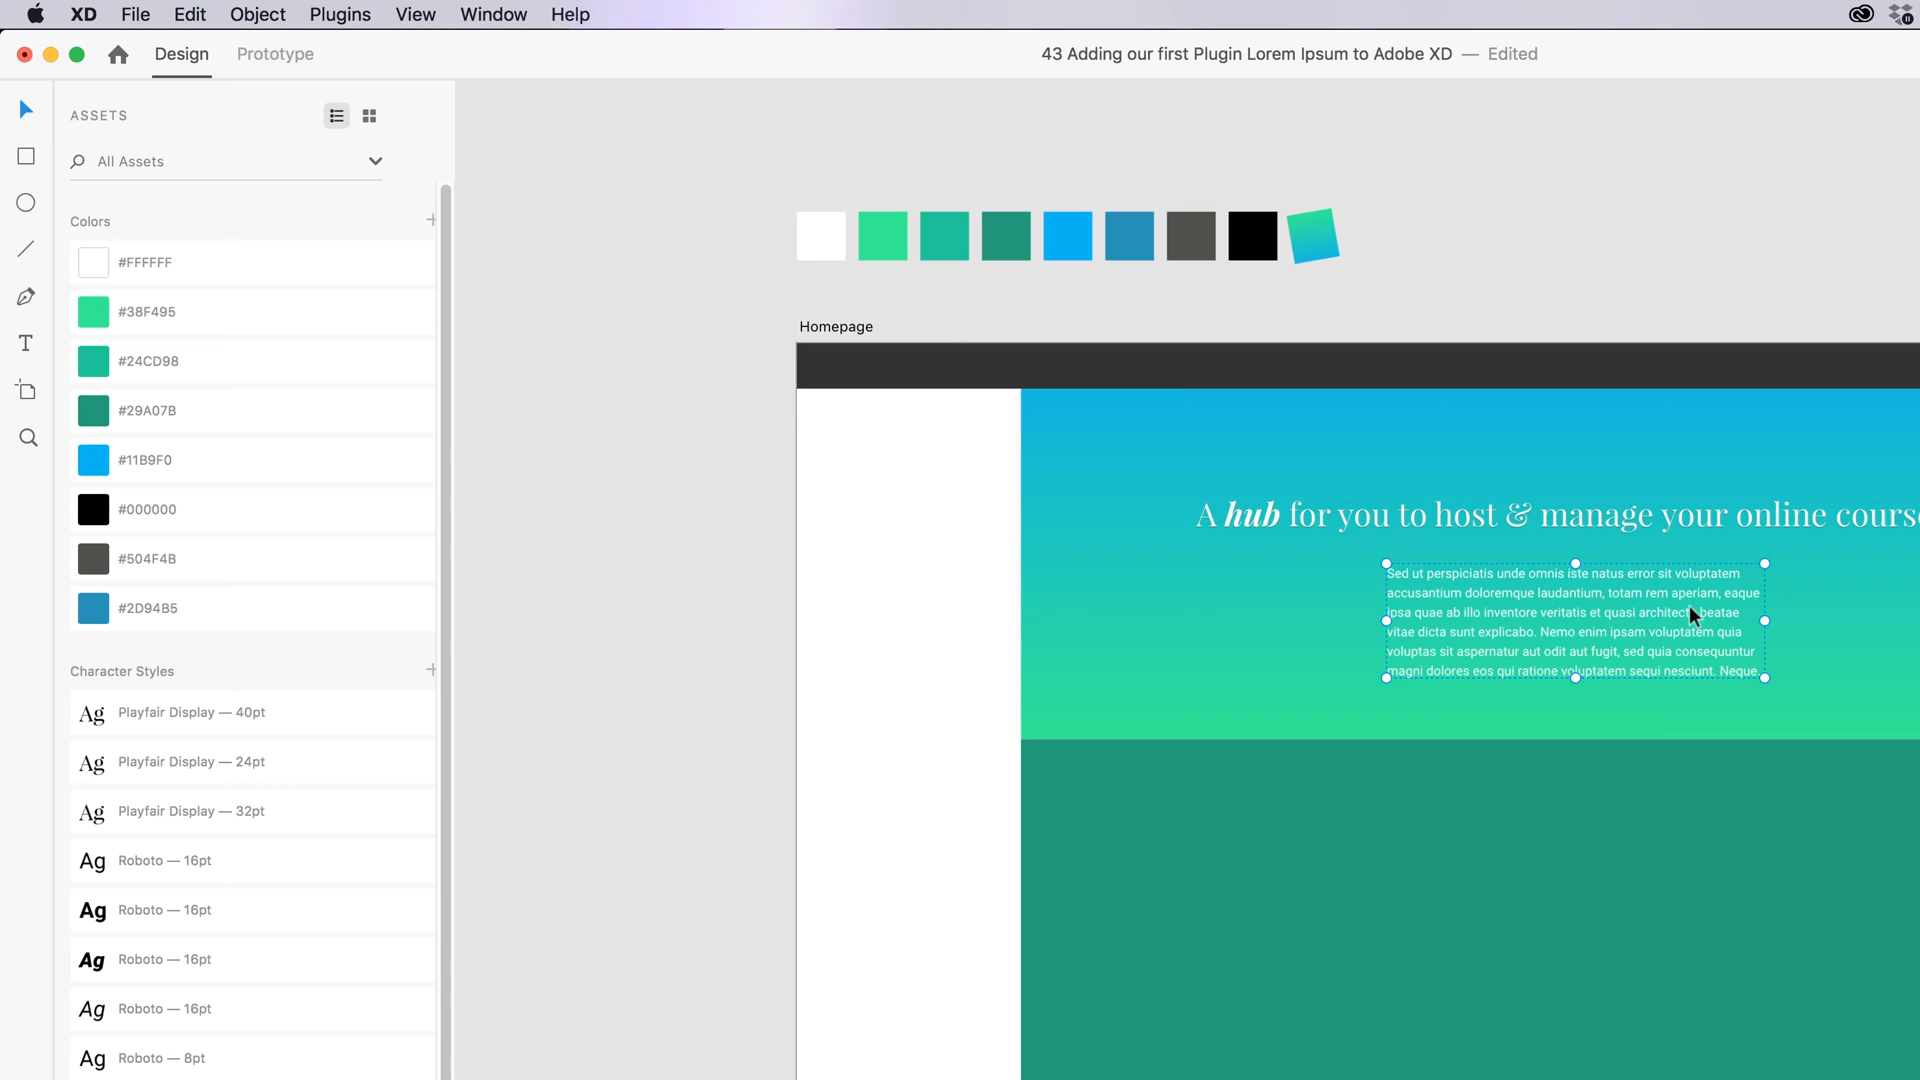 XD File Edit Object Plugins View Window Help
Design Prototype
43 Adding our first Plugin Lorem Ipsum to Adobe XD — Edited
ASSETS
All Assets
Colors
#FFFFFF
#38F495
#24CD98
#29A07B
#11B9F0
#000000
#504F4B
#2D94B5
Character Styles
Ag Playfair Display — 40pt
Ag Playfair Display — 24pt
Ag Playfair Display — 32pt
Ag Roboto — 16pt
Ag Roboto — 16pt
Ag Roboto — 16pt
Ag Roboto — 16pt
Ag Roboto — 8pt
Homepage
A hub for you to host & manage your online cours
Sed ut perspiciatis unde omnis iste natus error sit voluptatem
accusantium doloremque laudantium, totam rem aperiam, eaque
ipsa quae ab illo inventore veritatis et quasi architecto beatae
vitae dicta sunt explicabo. Nemo enim ipsam voluptatem quia
voluptas sit aspernatur aut odit aut fugit, sed quia consequuntur
magni dolores eos qui ratione voluptatem sequi nesciunt. Neque